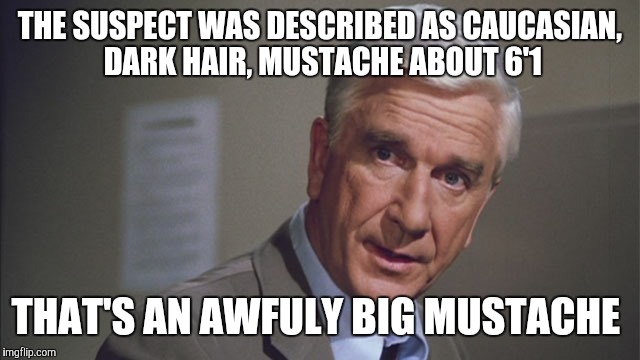 THE SUSPECT WAS DESCRIBED AS CAUCASIAN,
DARK HAIR, MUSTACHE ABOUT 6'1
THAT'S AN AWFULY BIG MUSTACHE
imgflip.com